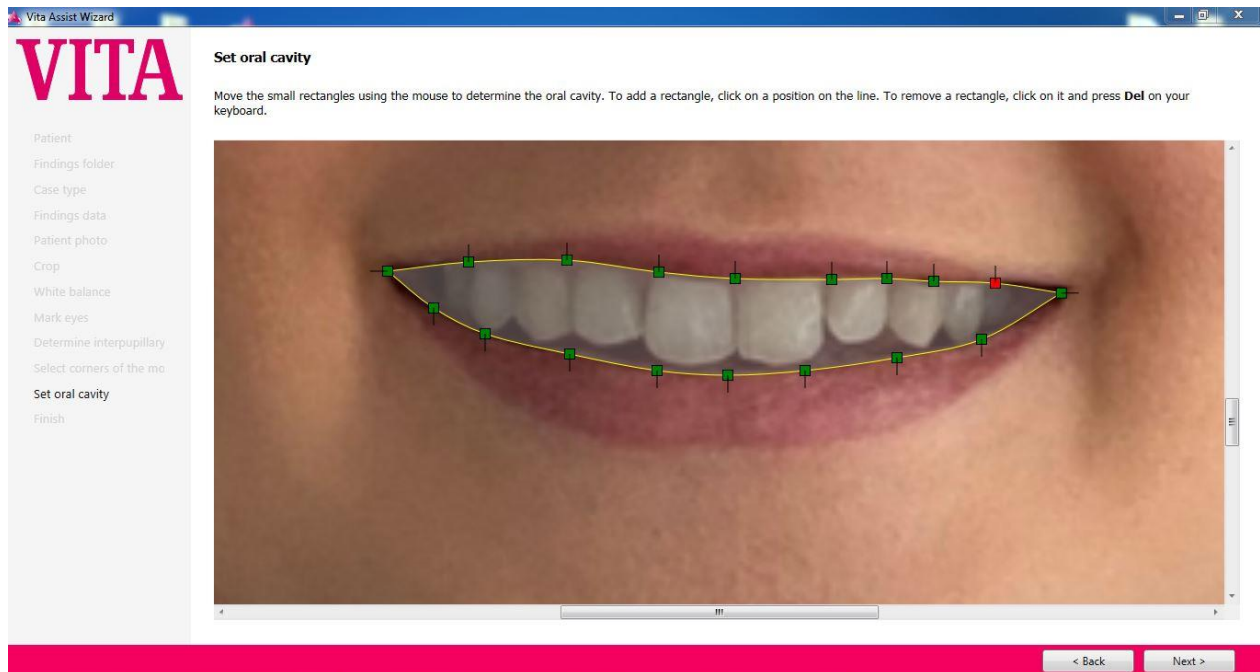 Vita Assist Wizard
VITA
Set oral cavity
Move the small rectangles using the mouse to determine the oral cavity. To add a rectangle, click on a position on the line. To remove a rectangle, click on it and press Del on your
keyboard.
Patient
Findings folder
Case type
Findings data
Patient photo
Crop
White balance
Mark eyes
Determine interpupillary
Select corners of the mo
Set oral cavity
Finish
< Back
Next >